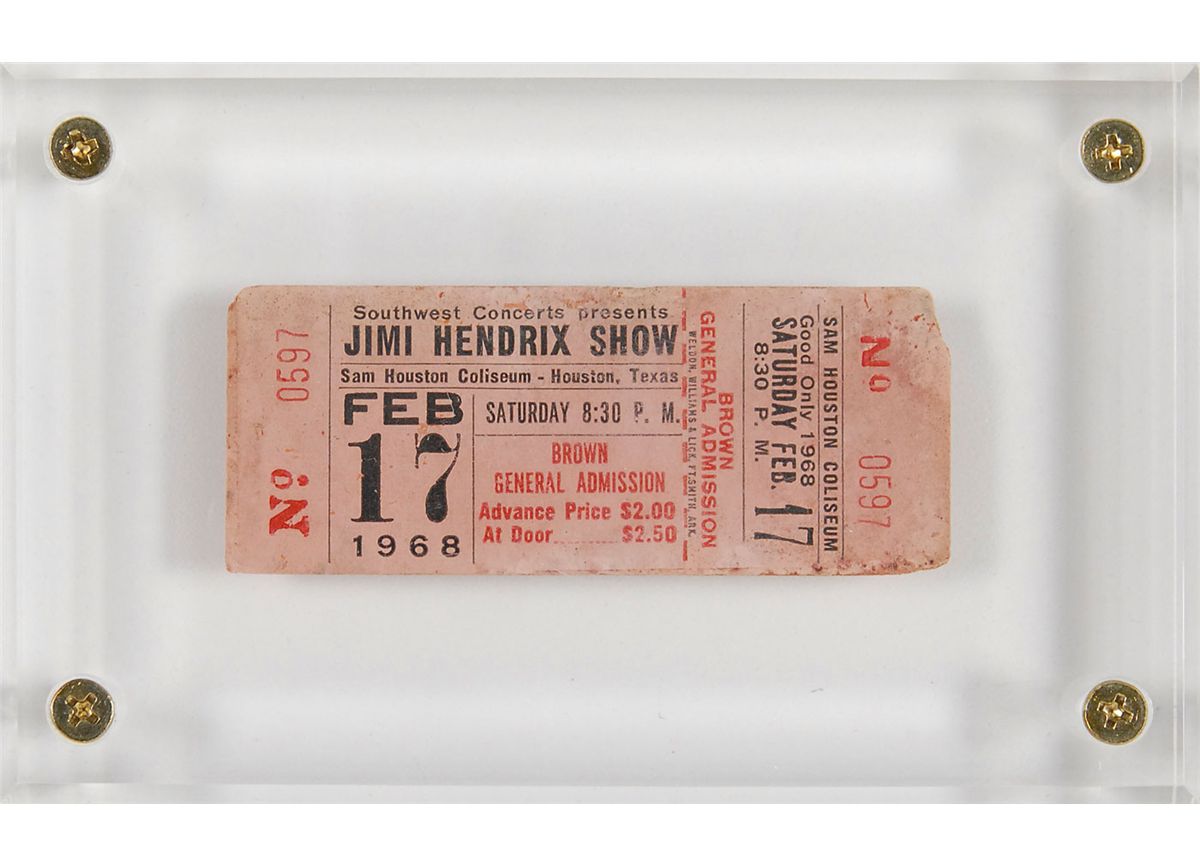 Nº 0597
Southwest Concerts presents
JIMI HENDRIX SHOW
Sam Houston Coliseum - Houston, Texas
FEB
17
1968
SATURDAY 8:30 P. M.
BROWN
GENERAL ADMISSION
Advance Price $2.00
At Door........ $2.50
WELDON, WILLIAMS & LICK, FT. SMITH, ARK.
GENERAL ADMISSION
BROWN
8:30 P. M.
SATURDAY FEB. 17
Good Only 1968
SAM HOUSTON COLISEUM
Nº 0597